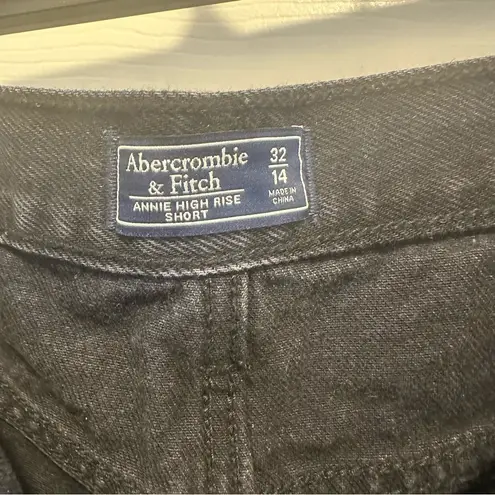 Abercrombie
& Fitch
ANNIE HIGH RISE
SHORT
32
14
MADE IN
CHINA